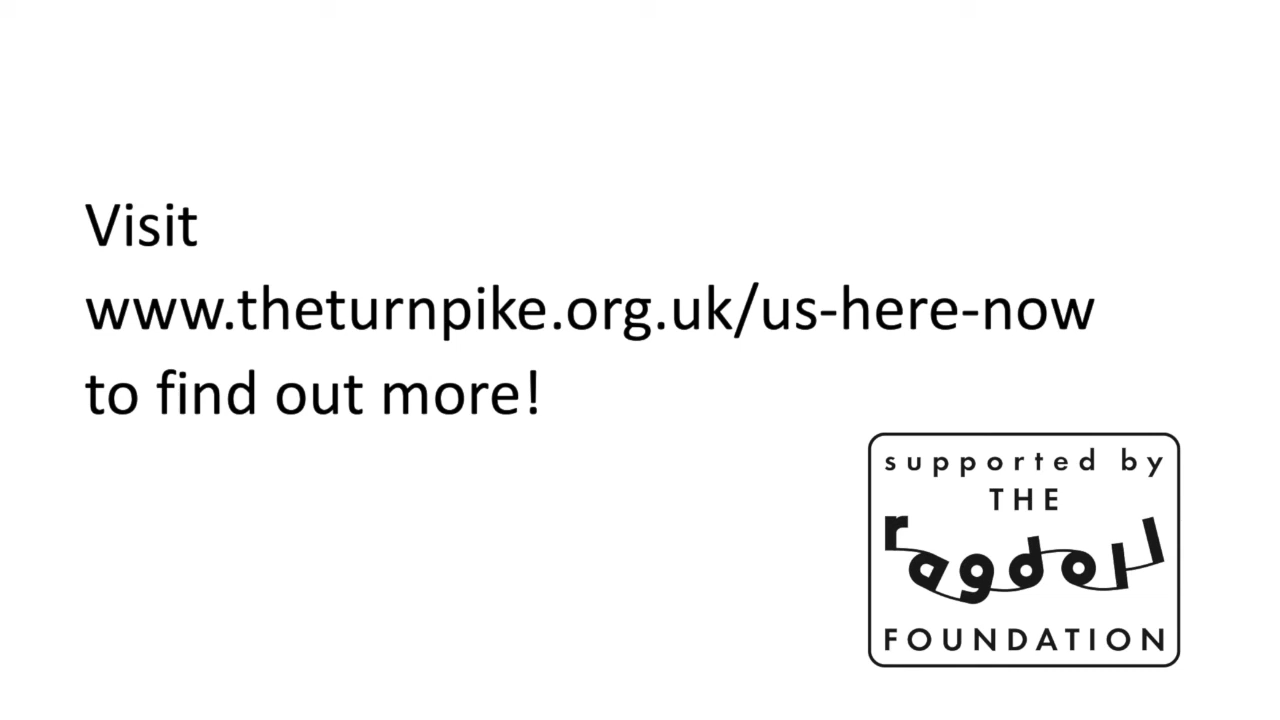 Visit
www.theturnpike.org.uk/us-here-now
to find out more!
supported by
THE
ragdoll
FOUNDATION